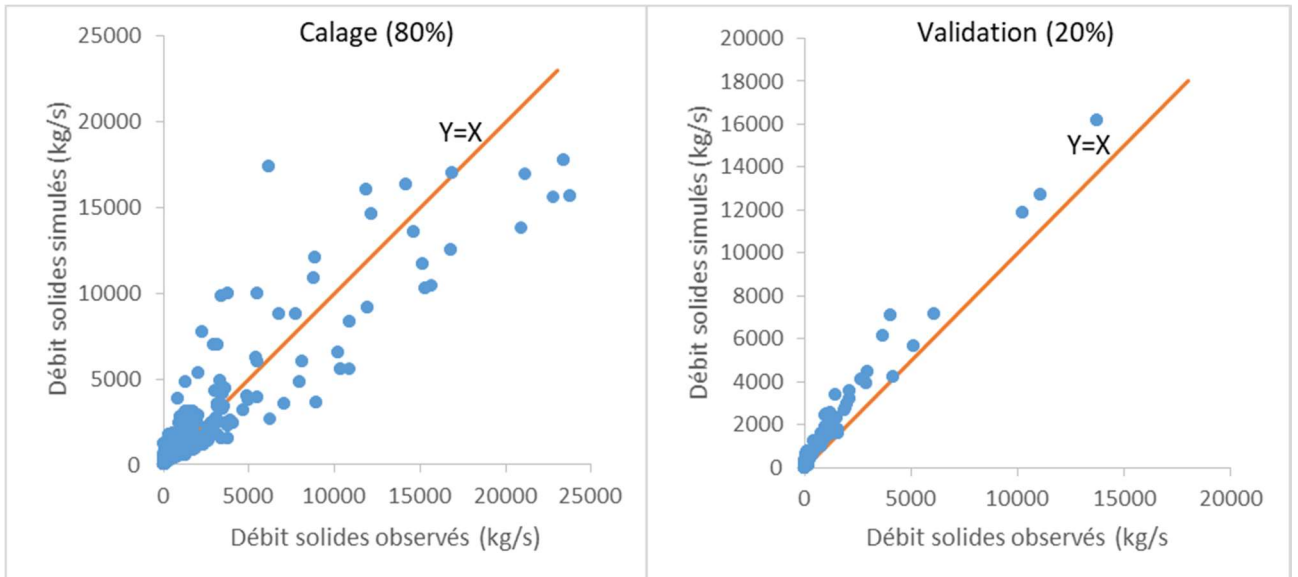 Calage (80%)
Débit solides simulés (kg/s)
25000
20000
15000
10000
5000
0
Y=X
0 5000 10000 15000 20000 25000
Débit solides observés (kg/s)
Validation (20%)
Débit solides simulés (kg/s)
20000
18000
16000
14000
12000
10000
8000
6000
4000
2000
0
Y=X
0 5000 10000 15000 20000
Débit solides observés (kg/s